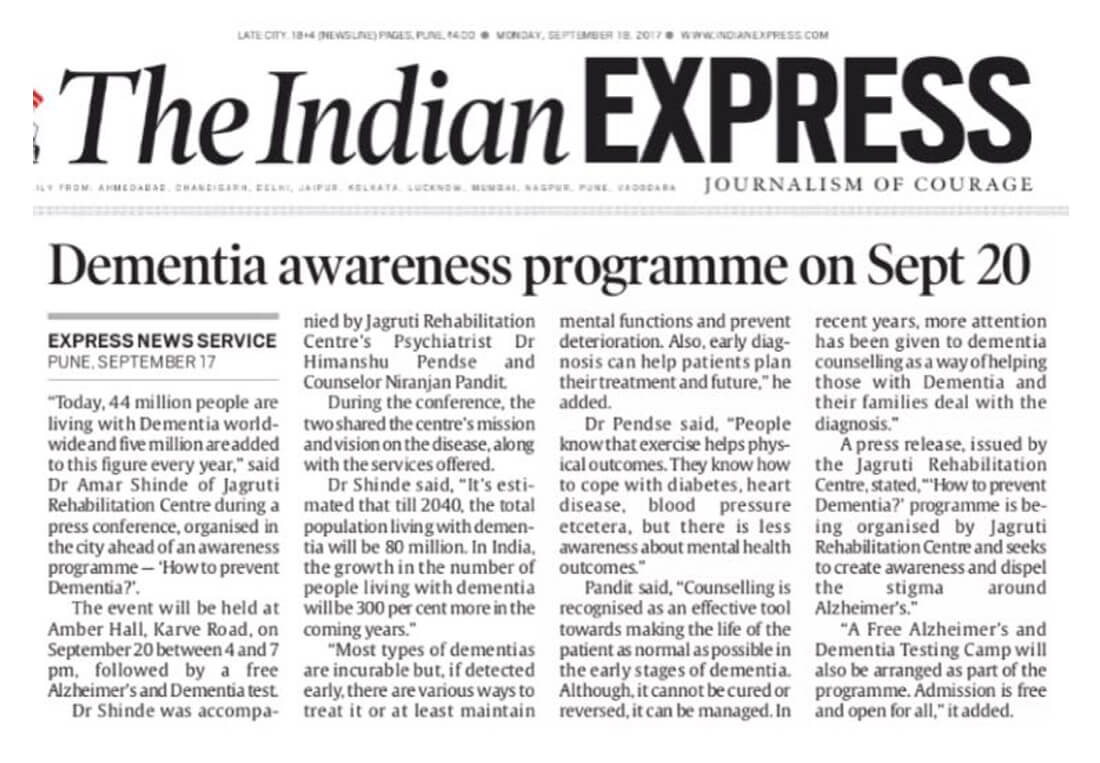 LATE CITY. 18+4 (NEWSLINE) PAGES, PUNE, ₹4.00 ● MONDAY, SEPTEMBER 18, 2017 ● WWW.INDIANEXPRESS.COM
The Indian EXPRESS
ILY FROM: AHMEDABAD, CHANDIGARH, DELHI, JAIPUR, KOLKATA, LUCKNOW, MUMBAI, NAGPUR, PUNE, VADODARA
JOURNALISM OF COURAGE
Dementia awareness programme on Sept 20
EXPRESS NEWS SERVICE
PUNE, SEPTEMBER 17
“Today, 44 million people are
living with Dementia world-
wide and five million are added
to this figure every year,” said
Dr Amar Shinde of Jagruti
Rehabilitation Centre during a
press conference, organised in
the city ahead of an awareness
programme — ‘How to prevent
Dementia?’.
The event will be held at
Amber Hall, Karve Road, on
September 20 between 4 and 7
pm, followed by a free
Alzheimer’s and Dementia test.
Dr Shinde was accompa-
nied by Jagruti Rehabilitation
Centre’s Psychiatrist Dr
Himanshu Pendse and
Counselor Niranjan Pandit.
During the conference, the
two shared the centre’s mission
and vision on the disease, along
with the services offered.
Dr Shinde said, “It’s esti-
mated that till 2040, the total
population living with demen-
tia will be 80 million. In India,
the growth in the number of
people living with dementia
will be 300 per cent more in the
coming years.”
“Most types of dementias
are incurable but, if detected
early, there are various ways to
treat it or at least maintain
mental functions and prevent
deterioration. Also, early diag-
nosis can help patients plan
their treatment and future,” he
added.
Dr Pendse said, “People
know that exercise helps phys-
ical outcomes. They know how
to cope with diabetes, heart
disease, blood pressure
etcetera, but there is less
awareness about mental health
outcomes.”
Pandit said, “Counselling is
recognised as an effective tool
towards making the life of the
patient as normal as possible in
the early stages of dementia.
Although, it cannot be cured or
reversed, it can be managed. In
recent years, more attention
has been given to dementia
counselling as a way of helping
those with Dementia and
their families deal with the
diagnosis.”
A press release, issued by
the Jagruti Rehabilitation
Centre, stated, “‘How to prevent
Dementia?’ programme is be-
ing organised by Jagruti
Rehabilitation Centre and seeks
to create awareness and dispel
the stigma around
Alzheimer’s.”
“A Free Alzheimer’s and
Dementia Testing Camp will
also be arranged as part of the
programme. Admission is free
and open for all,” it added.